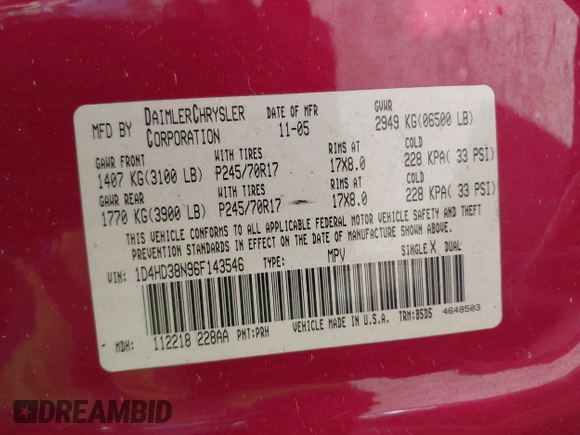 MFD BY DAIMLERCHRYSLER CORPORATION
DATE OF MFR 11-05
GVWR 2949 KG(06500 LB)
GAWR FRONT WITH TIRES RIMS AT COLD
1407 KG(3100 LB) P245/70R17 17X8.0 228 KPA( 33 PSI)
GAWR REAR WITH TIRES RIMS AT COLD
1770 KG(3900 LB) P245/70R17 17X8.0 228 KPA( 33 PSI)
THIS VEHICLE CONFORMS TO ALL APPLICABLE FEDERAL MOTOR VEHICLE SAFETY AND THEFT
PREVENTION STANDARDS IN EFFECT ON THE DATE OF MANUFACTURE SHOWN ABOVE.
VIN: 1D4HD38N96F143546 TYPE: MPV SINGLE X DUAL
MDH: 112218 228AA PNT:PRH VEHICLE MADE IN U.S.A. TRM:BSDS 4648503
DREAMBID